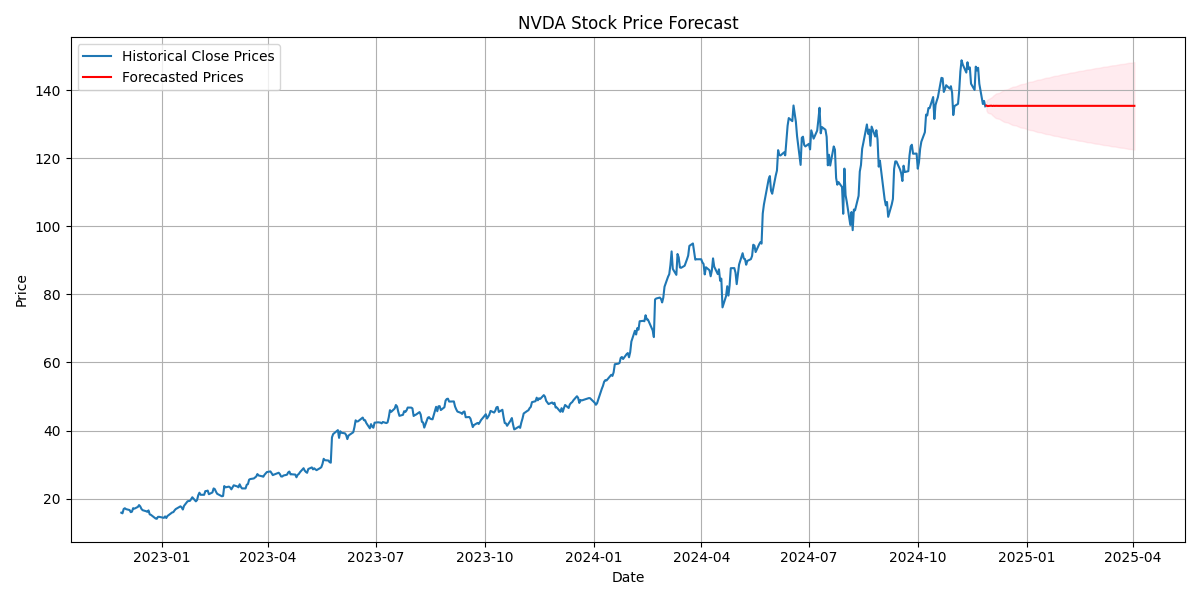 NVDA Stock Price Forecast
Historical Close Prices
Forecasted Prices
Price
140
120
100
80
60
40
20
2023-01 2023-04 2023-07 2023-10 2024-01 2024-04 2024-07 2024-10 2025-01 2025-04
Date